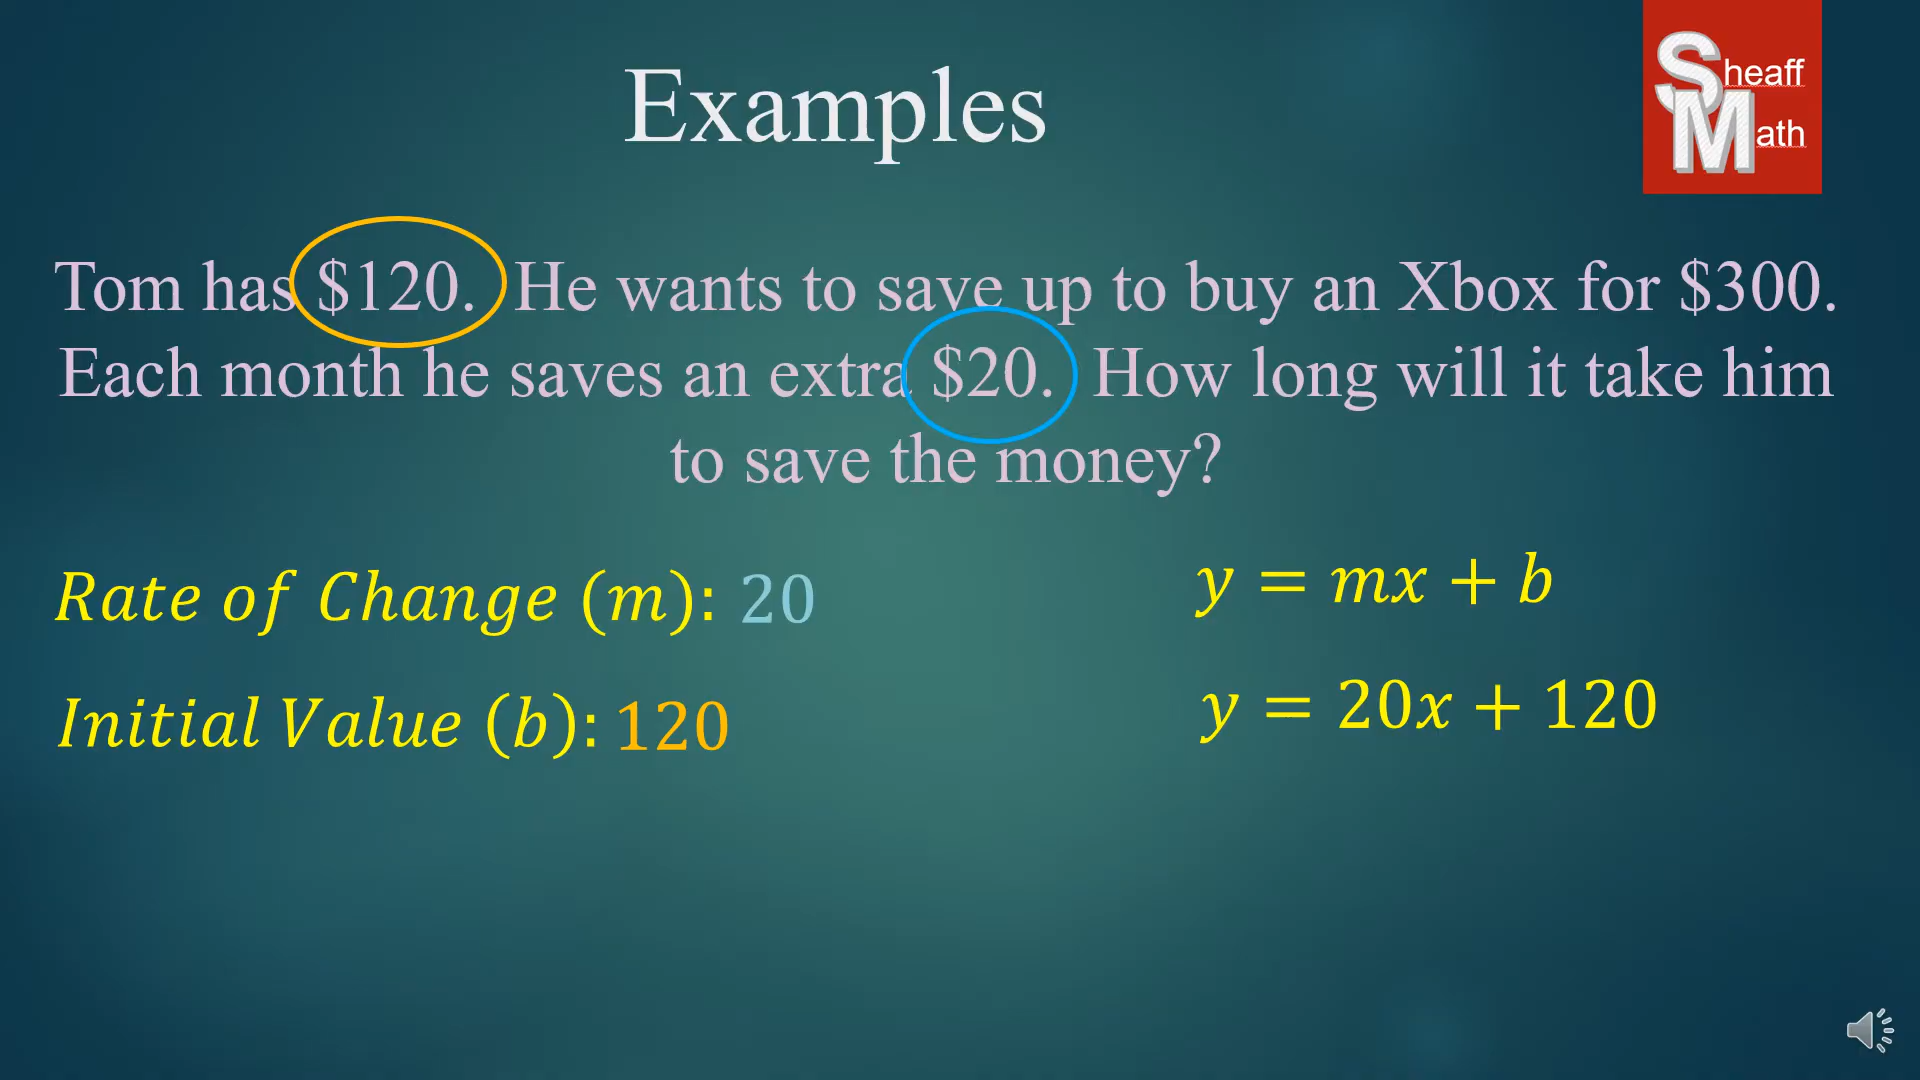 Examples
Sheaff
Math
Tom has $120. He wants to save up to buy an Xbox for $300.
Each month he saves an extra $20. How long will it take him
to save the money?
Rate of Change (m): 20
Initial Value (b): 120
y = mx + b
y = 20x + 120